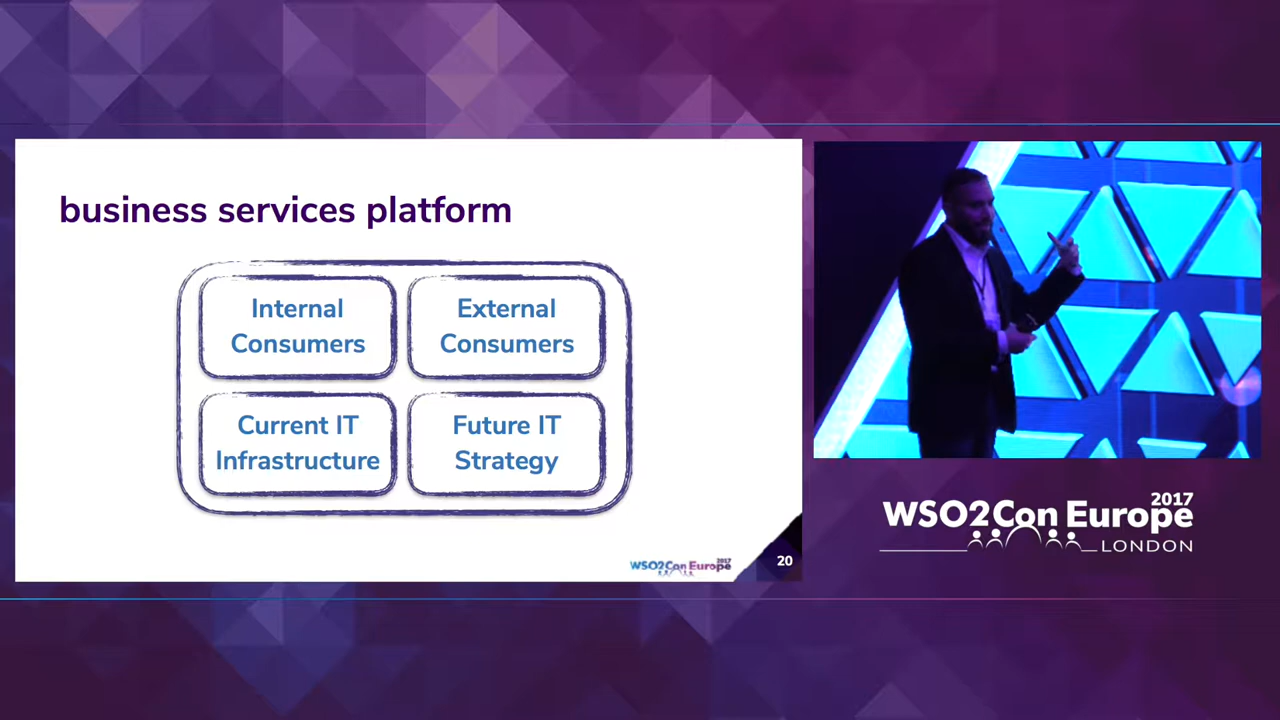 business services platform
Internal
Consumers
External
Consumers
Current IT
Infrastructure
Future IT
Strategy
WSO2Con Europe
2017
20
2017
WSO2Con Europe
LONDON